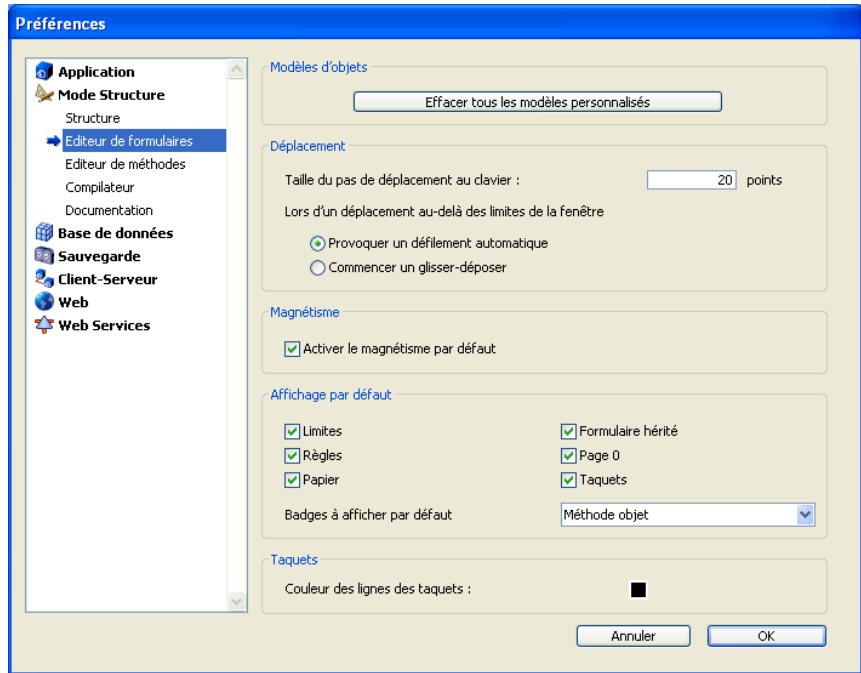 Préférences
Application
Mode Structure
Structure
Editeur de formulaires
Editeur de méthodes
Compilateur
Documentation
Base de données
Sauvegarde
Client-Serveur
Web
Web Services
Modèles d'objets
Effacer tous les modèles personnalisés
Déplacement
Taille du pas de déplacement au clavier : 20 points
Lors d'un déplacement au-delà des limites de la fenêtre
Provoquer un défilement automatique
Commencer un glisser-déposer
Magnétisme
Activer le magnétisme par défaut
Affichage par défaut
Limites Formulaire hérité
Règles Page 0
Papier Taquets
Badges à afficher par défaut Méthode objet
Taquets
Couleur des lignes des taquets :
Annuler OK